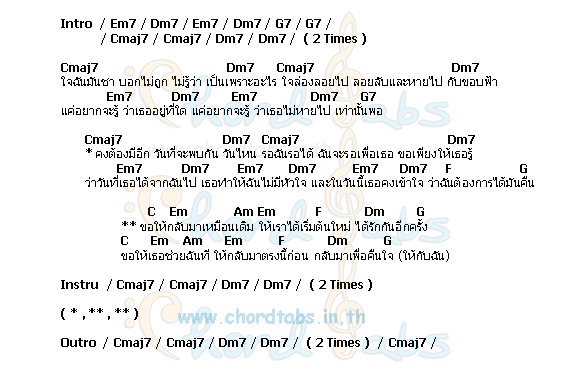 Intro / Em7 / Dm7 / Em7 / Dm7 / G7 / G7 /
/ Cmaj7 / Cmaj7 / Dm7 / Dm7 / ( 2 Times )
Cmaj7 Dm7 Cmaj7 Dm7
ใจฉันมันชา บอกไม่ถูก ไม่รู้ว่า เป็นเพราะอะไร ใจล่องลอยไป ลอยลับและหายไป กับขอบฟ้า
Em7 Dm7 Em7 Dm7 G7
แค่อยากจะรู้ ว่าเธออยู่ที่ใด แค่อยากจะรู้ ว่าเธอไม่หายไป เท่านั้นพอ
Cmaj7 Dm7 Cmaj7 Dm7
* คงต้องมีอีก วันที่จะพบกัน วันไหน รอฉันรอได้ ฉันจะรอเพื่อเธอ ขอเพียงให้เธอรู้
Em7 Dm7 Em7 Dm7 Em7 Dm7 F G
ว่าวันที่เธอได้จากฉันไป เธอทำให้ฉันไม่มีหัวใจ และในวันนี้เธอคงเข้าใจ ว่าฉันต้องการได้มันคืน
C Em Am Em F Dm G
** ขอให้กลับมาเหมือนเดิม ให้เราได้เริ่มต้นใหม่ ได้รักกันอีกครั้ง
C Em Am Em F Dm G
ขอให้เธอช่วยฉันที ให้กลับมาตรงนี้ก่อน กลับมาเพื่อคืนใจ (ให้กับฉัน)
Instru / Cmaj7 / Cmaj7 / Dm7 / Dm7 / ( 2 Times )
( * , ** , ** )
www.chordtabs.in.th
Outro / Cmaj7 / Cmaj7 / Dm7 / Dm7 / ( 2 Times ) / Cmaj7 /